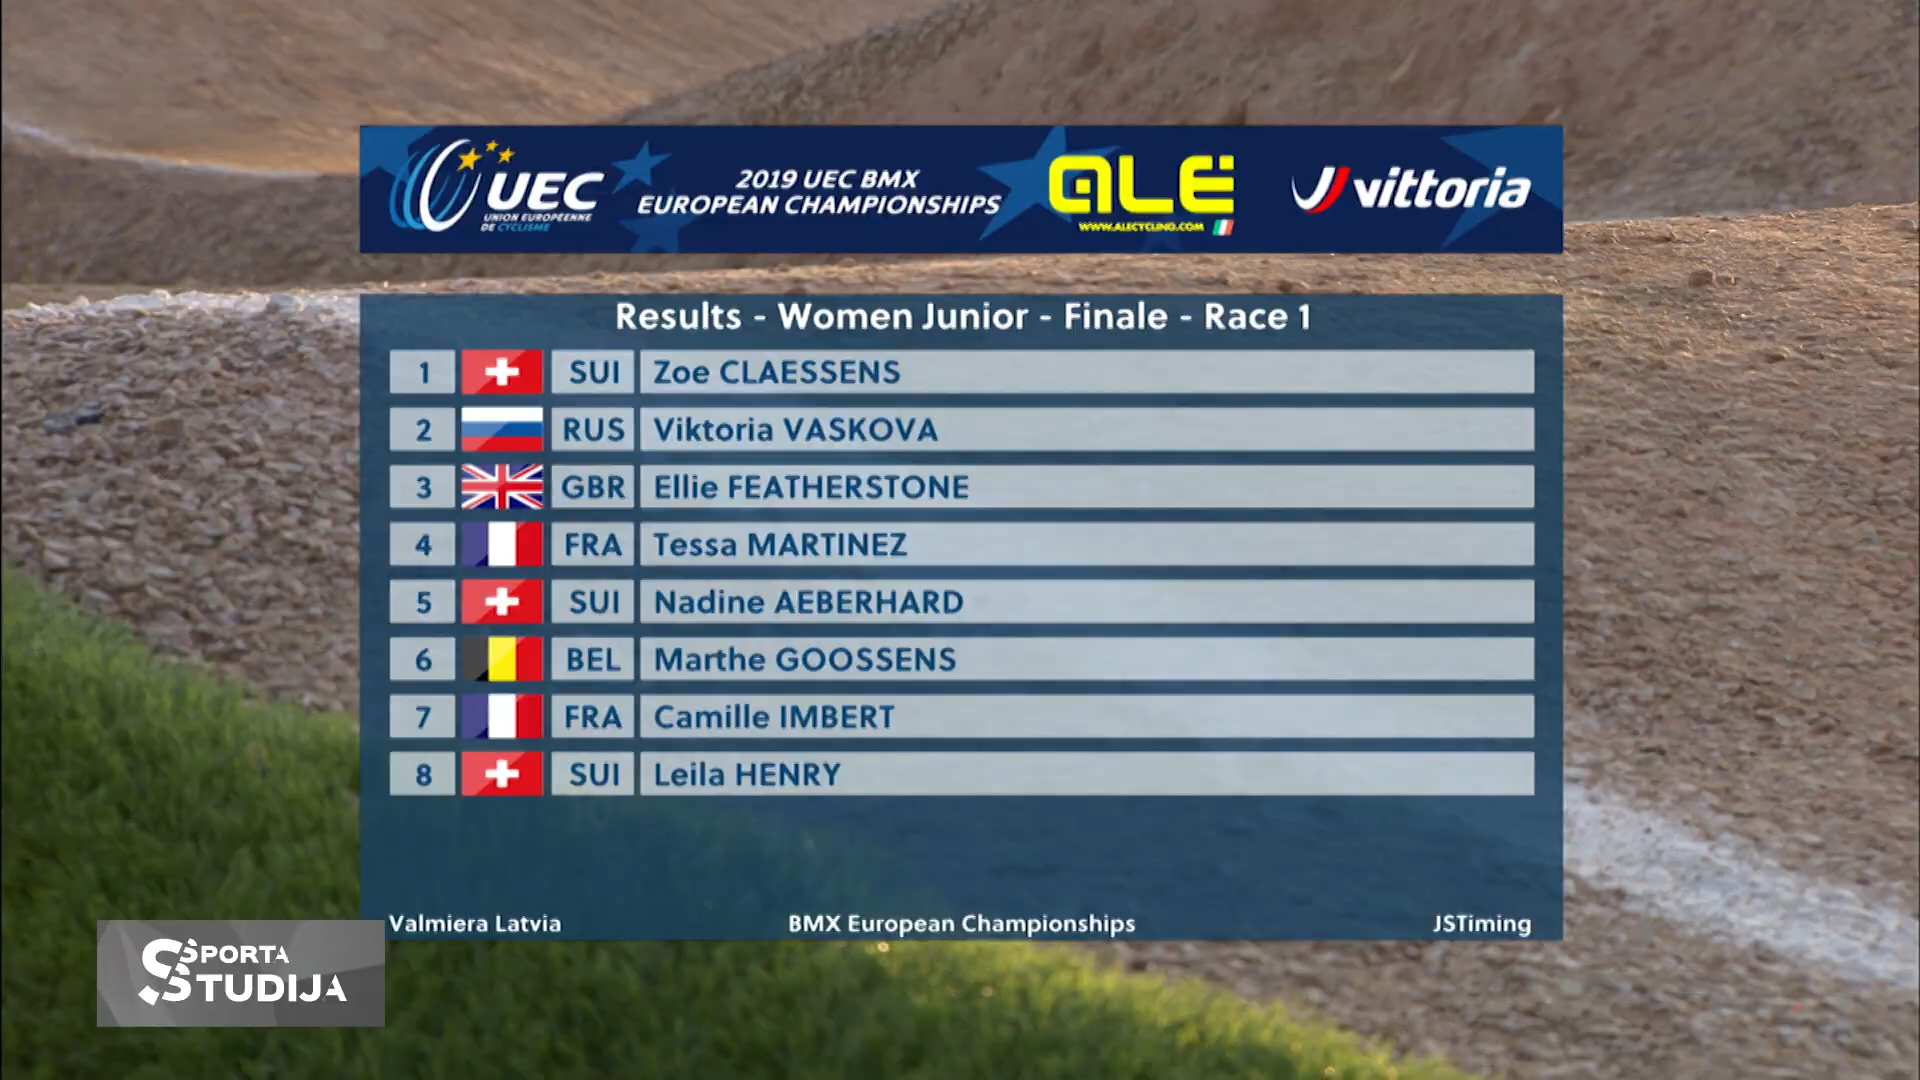 UEC
UNION EUROPÉENNE
DE CYCLISME
2019 UEC BMX
EUROPEAN CHAMPIONSHIPS
ALÉ
WWW.ALECYCLING.COM
vittoria
Results - Women Junior - Finale - Race 1
1 SUI Zoe CLAESSENS
2 RUS Viktoria VASKOVA
3 GBR Ellie FEATHERSTONE
4 FRA Tessa MARTINEZ
5 SUI Nadine AEBERHARD
6 BEL Marthe GOOSSENS
7 FRA Camille IMBERT
8 SUI Leila HENRY
Valmiera Latvia BMX European Championships JSTiming
SPORTA
STUDIJA